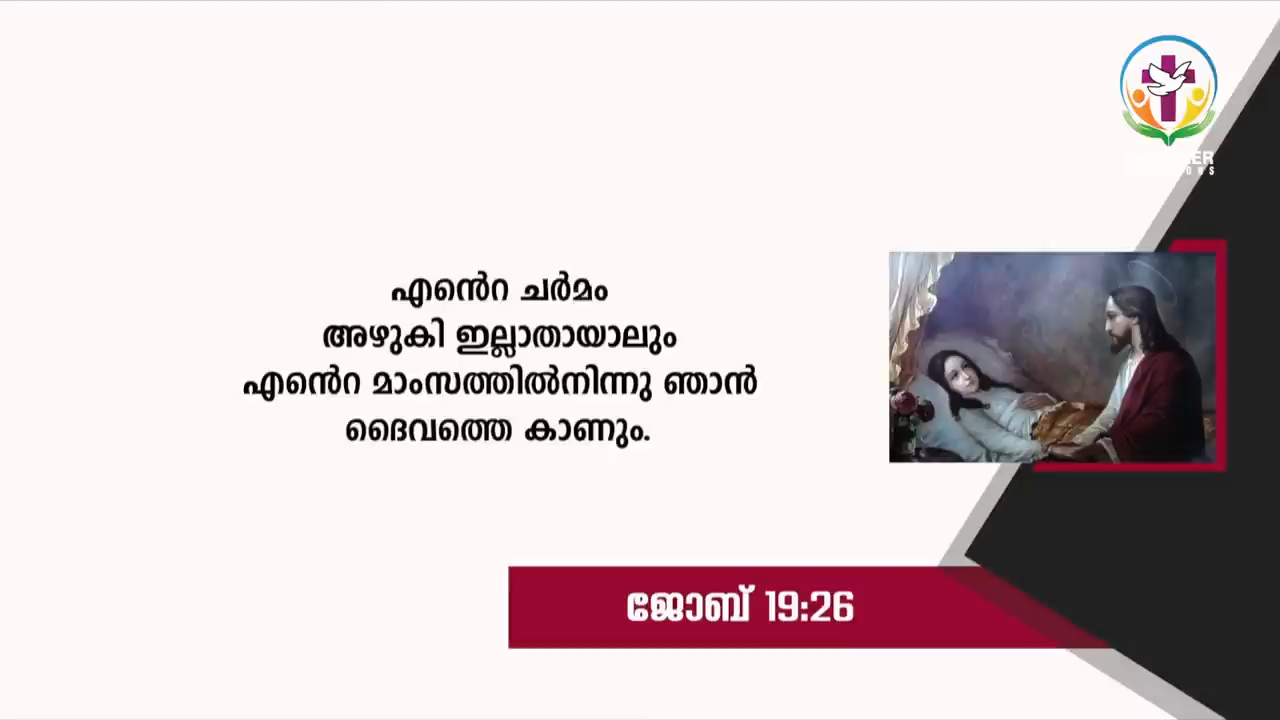 എൻെറ ചർമം
അഴുകി ഇല്ലാതായാലും
എൻെറ മാംസത്തിൽനിന്നു ഞാൻ
ദൈവത്തെ കാണും.
ജോബ് 19:26